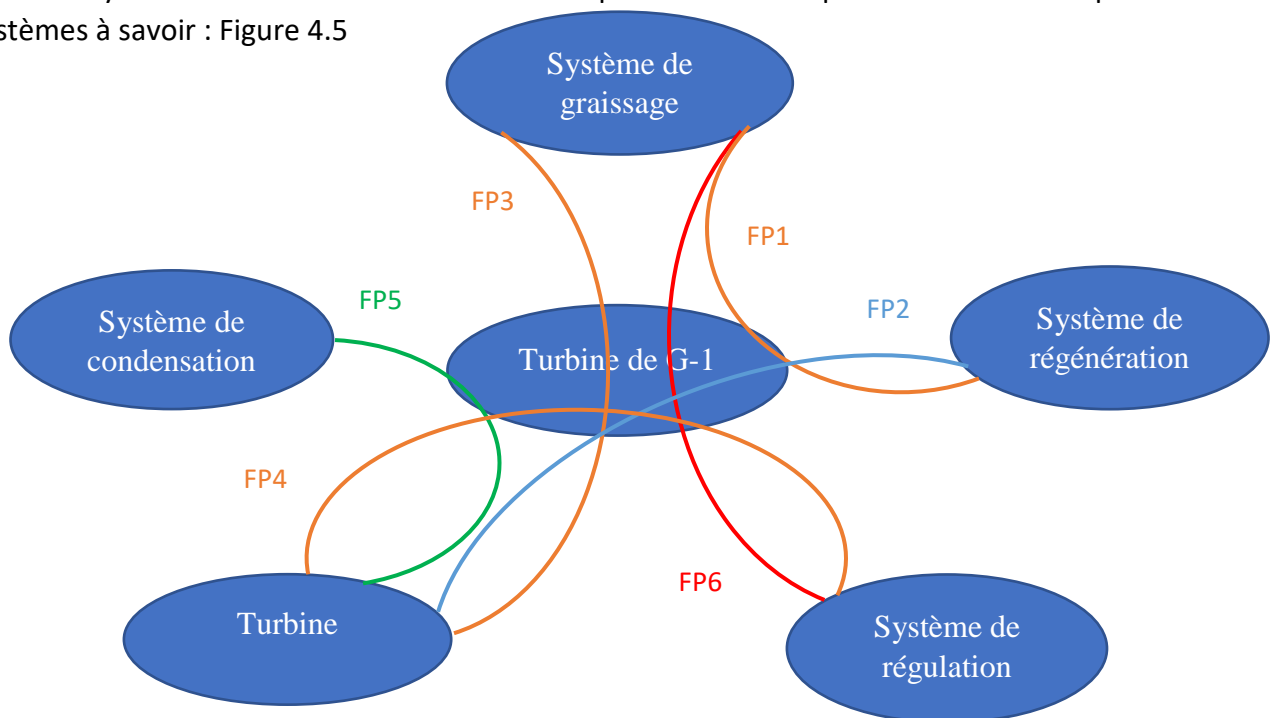 stèmes à savoir : Figure 4.5
Système de
graissage
FP3
FP1
Système de
condensation
FP5
Turbine de G-1
FP2
Système de
régénération
FP4
FP6
Turbine
Système de
régulation